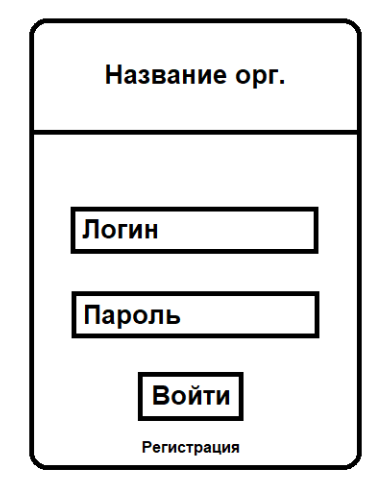 Название орг.
Логин
Пароль
Войти
Регистрация